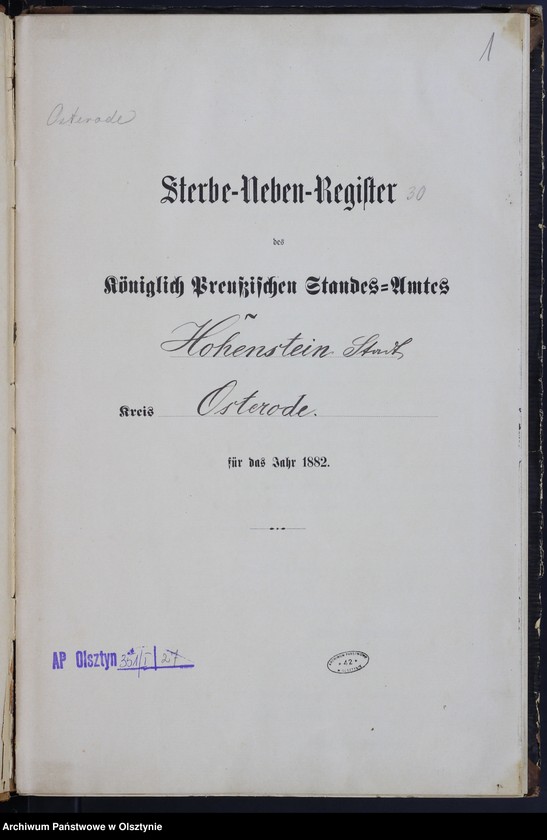 1
Osterode
Sterbe-Neben-Register 30
des
Königlich Preußischen Standes-Amtes
Hohenstein Stadt
Kreis Osterode.
für das Jahr 1882.
AP Olsztyn 351/I 27
42
Archiwum Państwowe w Olsztynie